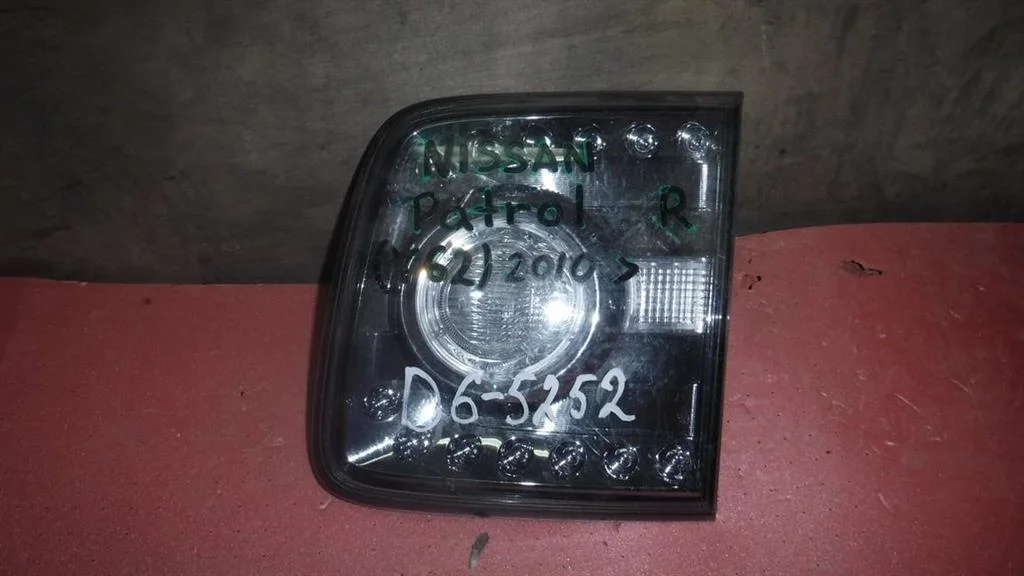 NISSAN
Patrol R
(Y62) 2010 >
D6-5252